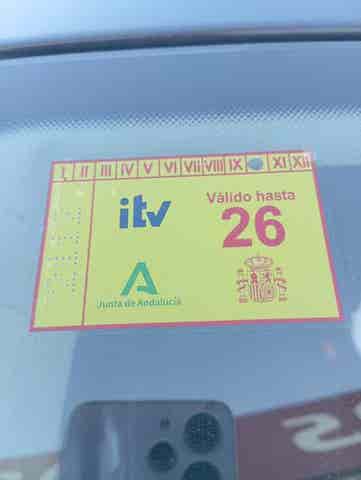 I II III IV V VI VII VIII IX XI XII
itv
Válido hasta
26
Junta de Andalucía